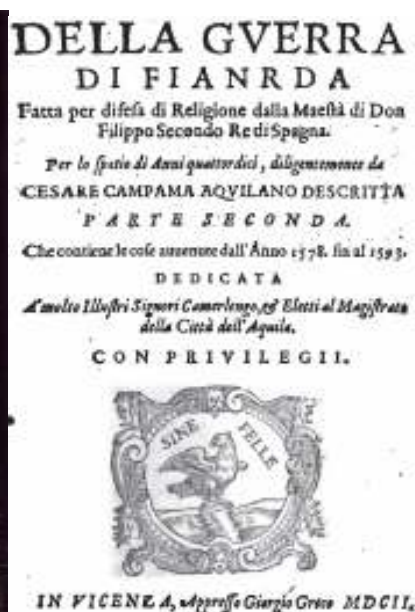 DELLA GVERRA
DI FIANRDA
Fatta per difesa di Religione dalla Maestà di Don
Filippo Secondo Re di Spagna.
Per lo spatio di Anni quattordici, diligentemente da
CESARE CAMPAMA AQVILANO DESCRITTA
PARTE SECONDA.
Che contiene le cose auuenute dall'Anno 1578. fin al 1593.
DEDICATA
A' molto Illustri Signori Camerlengo, & Eletti al Magistrato
della Città dell'Aquila.
CON PRIVILEGII.
SINE FELLE
IN VICENZA, Appresso Giorgio Greco MDCII.